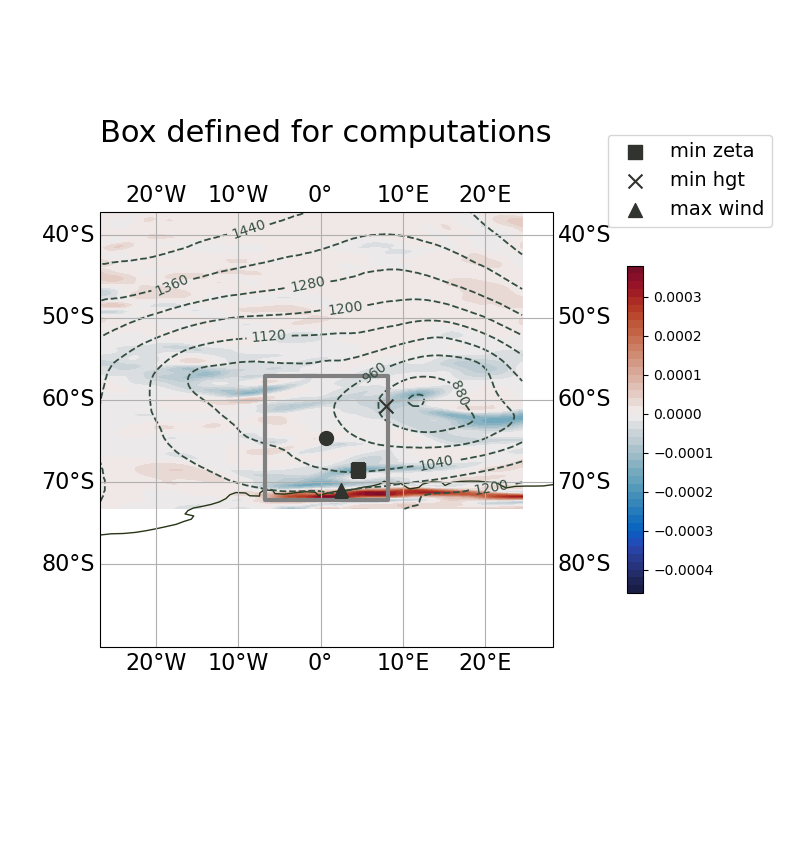 Box defined for computations
min zeta
min hgt
max wind
20°W 10°W 0° 10°E 20°E
40°S 40°S
50°S 50°S
60°S 60°S
70°S 70°S
80°S 80°S
1440
1360
1280
1200
1120
960
880
1040
1200
20°W 10°W 0° 10°E 20°E
0.0003
0.0002
0.0001
0.0000
−0.0001
−0.0002
−0.0003
−0.0004